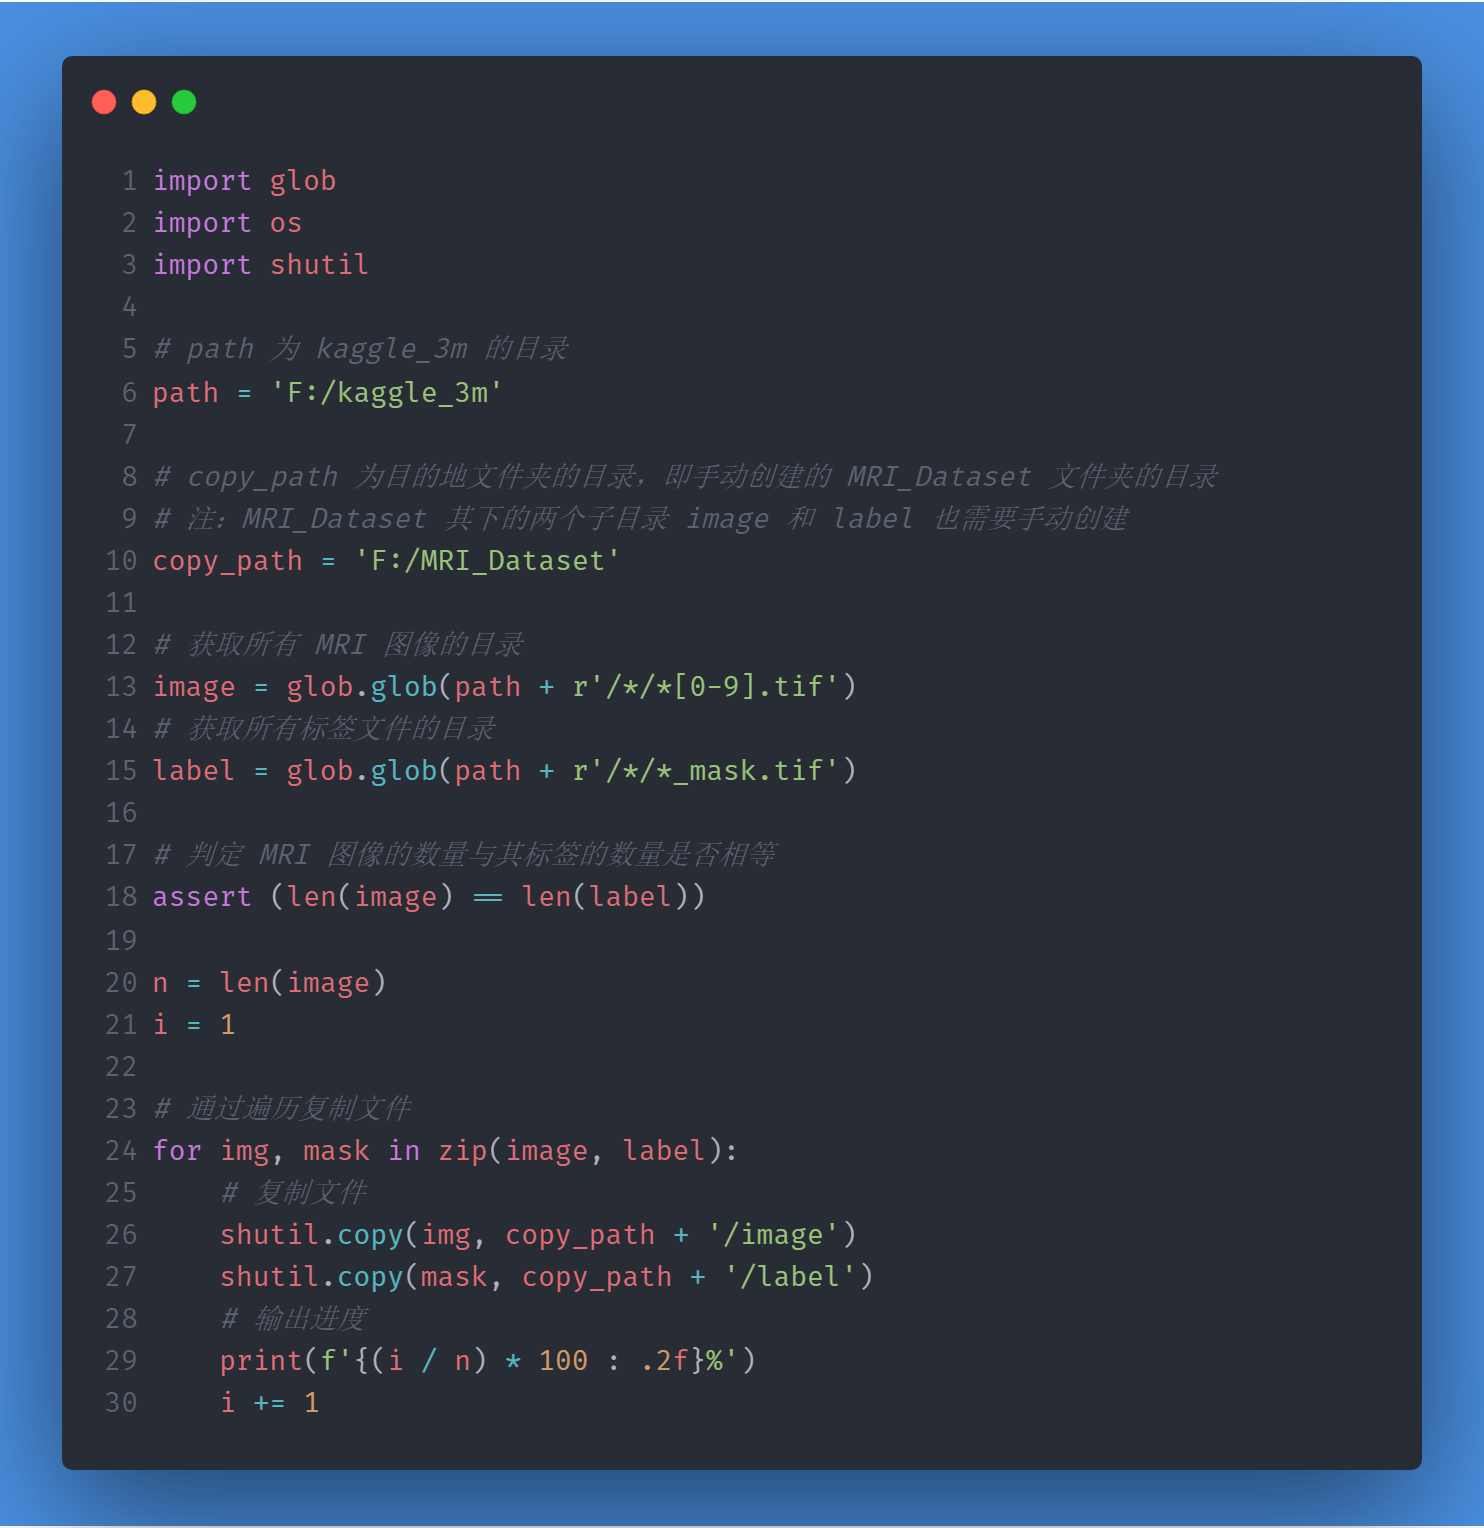 1 import glob
2 import os
3 import shutil
4
5 # path 为 kaggle_3m 的目录
6 path = 'F:/kaggle_3m'
7
8 # copy_path 为目的地文件夹的目录，即手动创建的 MRI_Dataset 文件夹的目录
9 # 注：MRI_Dataset 其下的两个子目录 image 和 label 也需要手动创建
10 copy_path = 'F:/MRI_Dataset'
11
12 # 获取所有 MRI 图像的目录
13 image = glob.glob(path + r'/*/*[0-9].tif')
14 # 获取所有标签文件的目录
15 label = glob.glob(path + r'/*/*_mask.tif')
16
17 # 判定 MRI 图像的数量与其标签的数量是否相等
18 assert (len(image) == len(label))
19
20 n = len(image)
21 i = 1
22
23 # 通过遍历复制文件
24 for img, mask in zip(image, label):
25     # 复制文件
26     shutil.copy(img, copy_path + '/image')
27     shutil.copy(mask, copy_path + '/label')
28     # 输出进度
29     print(f'{(i / n) * 100 : .2f}%')
30     i += 1